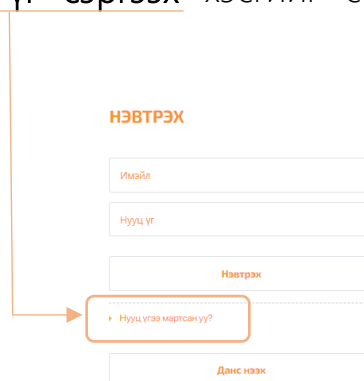 үг сэргээх хэсгийг
НЭВТРЭХ
Имэйл
Нууц үг
Нэвтрэх
Нууц үгээ мартсан уу?
Данс нээх